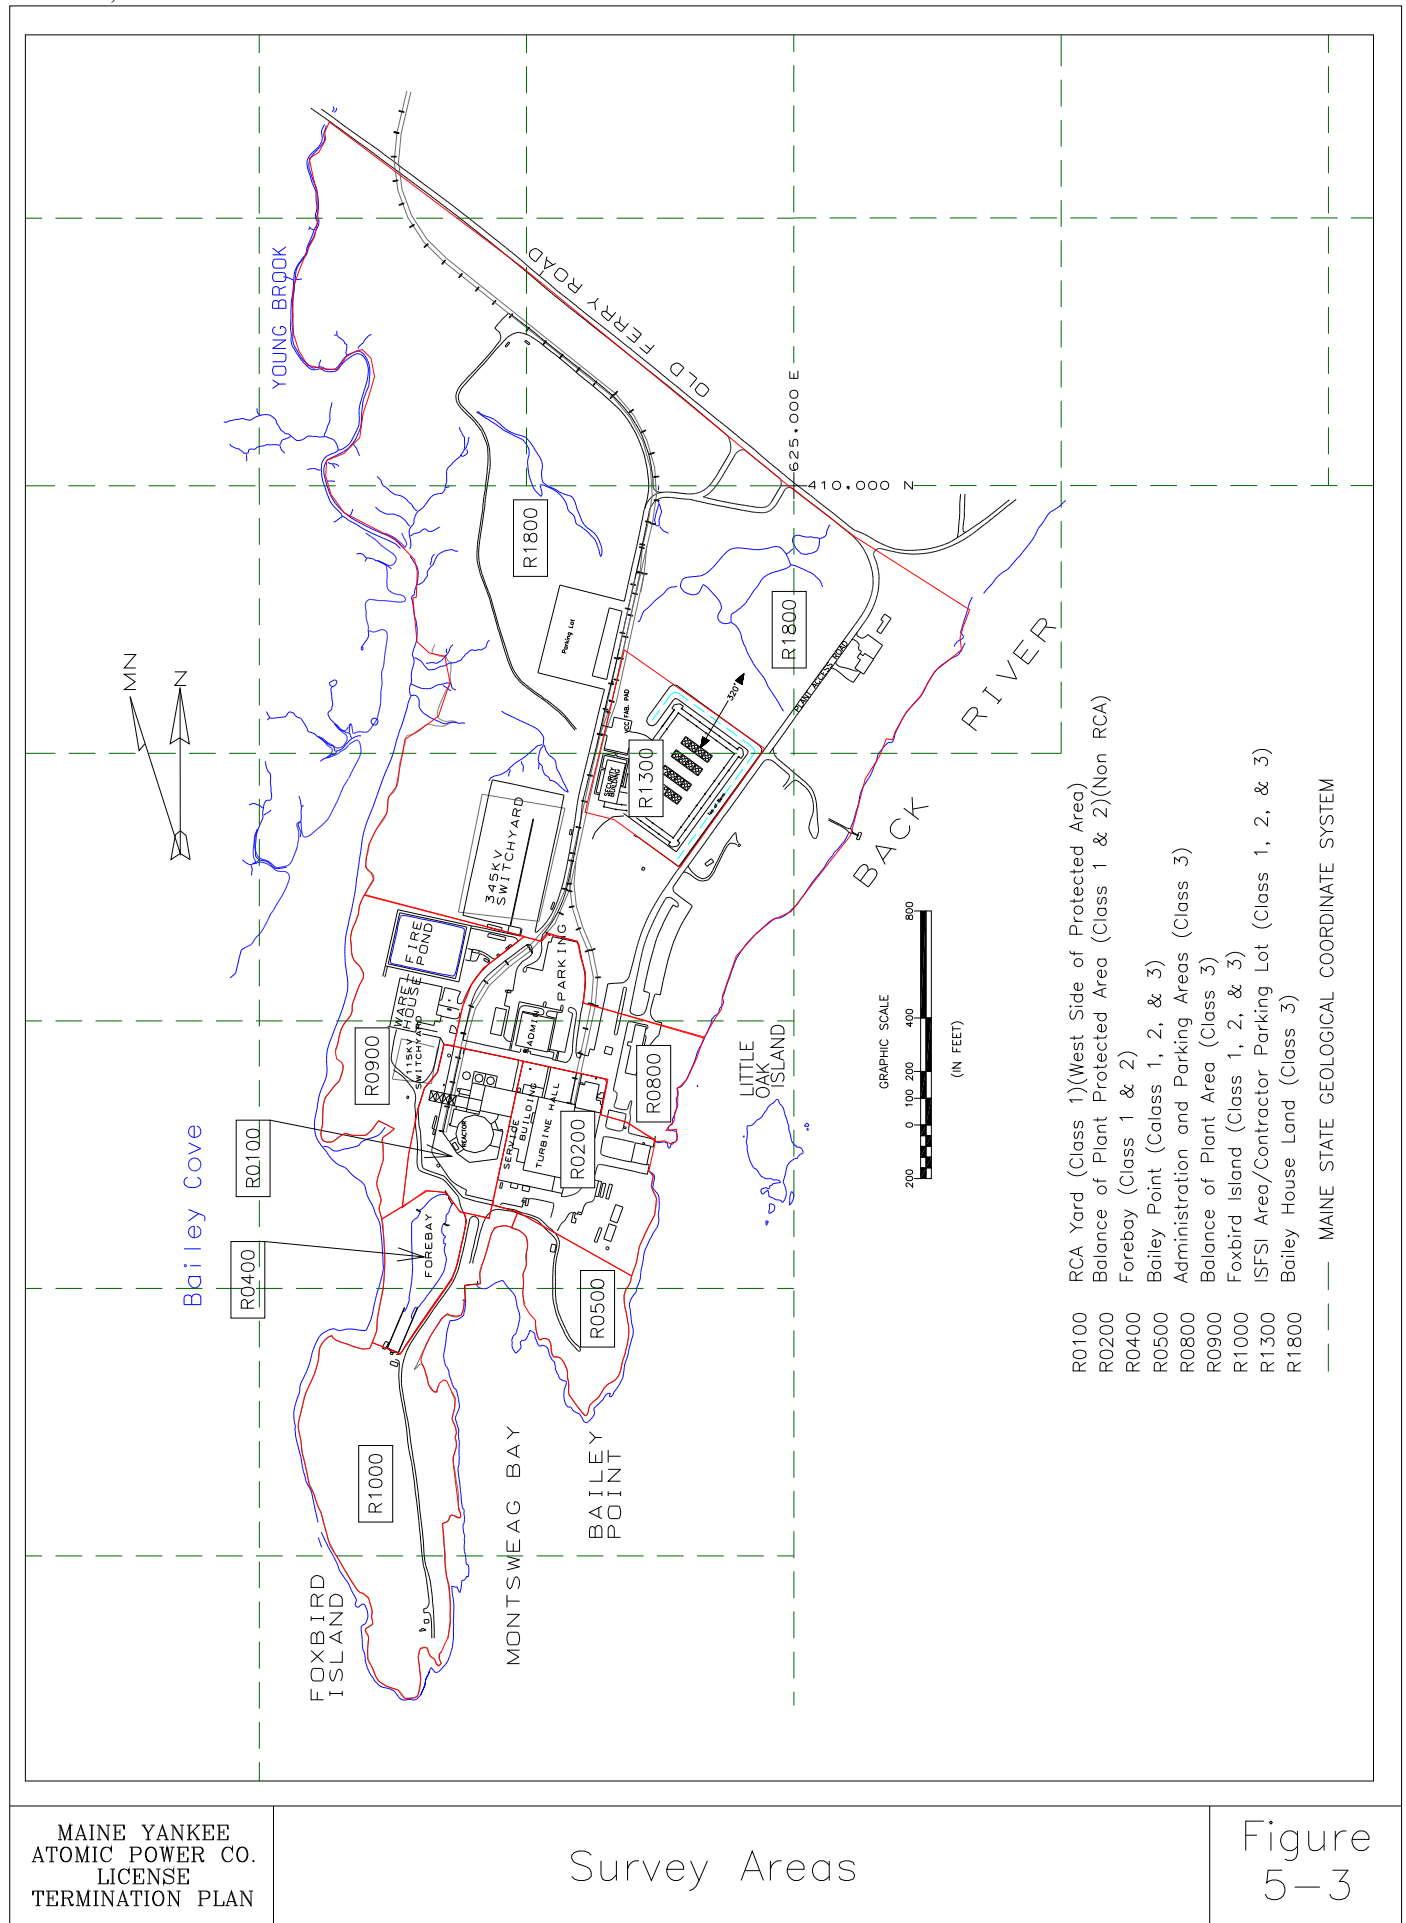 YOUNG BROOK
OLD FERRY ROAD
625,000 E
410,000 N
R1800
R1800
Parking Lot
MN
N
VCC FAB. PAD
320'
PLANT ACCESS ROAD
SECURITY
BUILDING
R1300
BACK RIVER
345KV
SWITCHYARD
FIRE
POND
WARE-
HOUSE
115KV
SWITCHYARD
PARKING
ADMIN
R0900
R0800
R0100
R0400
R0200
REACTOR
SERVICE
BUILDING
TURBINE HALL
FOREBAY
Bailey Cove
LITTLE
OAK
ISLAND
R0500
R1000
FOXBIRD
ISLAND
MONTSWEAG BAY
BAILEY
POINT
GRAPHIC SCALE
200 0 100 200 400 800
(IN FEET)
R0100 RCA Yard (Class 1)(West Side of Protected Area)
R0200 Balance of Plant Protected Area (Class 1 & 2)(Non RCA)
R0400 Forebay (Class 1 & 2)
R0500 Bailey Point (Calass 1, 2, & 3)
R0800 Administration and Parking Areas (Class 3)
R0900 Balance of Plant Area (Class 3)
R1000 Foxbird Island (Class 1, 2, & 3)
R1300 ISFSI Area/Contractor Parking Lot (Class 1, 2, & 3)
R1800 Bailey House Land (Class 3)
MAINE STATE GEOLOGICAL COORDINATE SYSTEM
MAINE YANKEE
ATOMIC POWER CO.
LICENSE
TERMINATION PLAN
Survey Areas
Figure
5-3